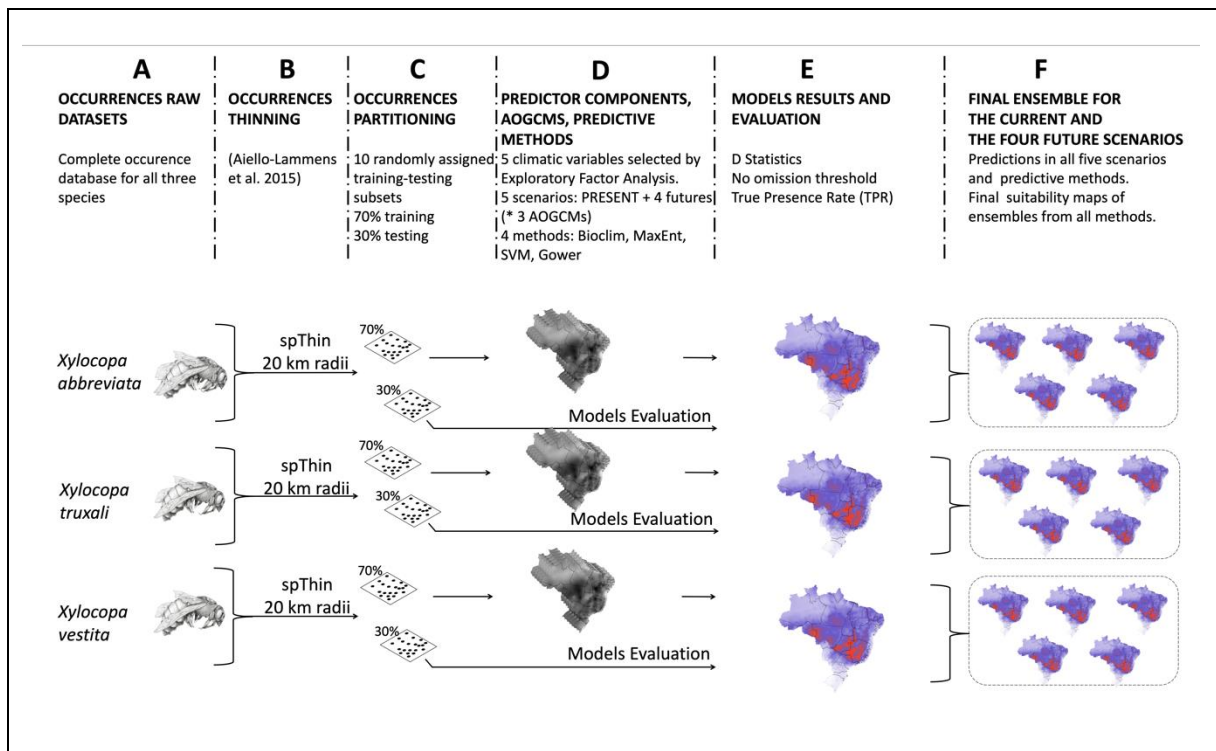 A
OCCURRENCES RAW
DATASETS
Complete occurence
database for all three
species
B
OCCURRENCES
THINNING
(Aiello-Lammens
et al. 2015)
C
OCCURRENCES
PARTITIONING
10 randomly assigned
training-testing
subsets
70% training
30% testing
D
PREDICTOR COMPONENTS,
AOGCMS, PREDICTIVE
METHODS
5 climatic variables selected by
Exploratory Factor Analysis.
5 scenarios: PRESENT + 4 futures
(* 3 AOGCMs)
4 methods: Bioclim, MaxEnt,
SVM, Gower
E
MODELS RESULTS AND
EVALUATION
D Statistics
No omission threshold
True Presence Rate (TPR)
F
FINAL ENSEMBLE FOR
THE CURRENT AND
THE FOUR FUTURE SCENARIOS
Predictions in all five scenarios
and predictive methods.
Final suitability maps of
ensembles from all methods.
Xylocopa
abbreviata
spThin
20 km radii
70%
30%
Models Evaluation
Xylocopa
truxali
spThin
20 km radii
70%
30%
Models Evaluation
Xylocopa
vestita
spThin
20 km radii
70%
30%
Models Evaluation